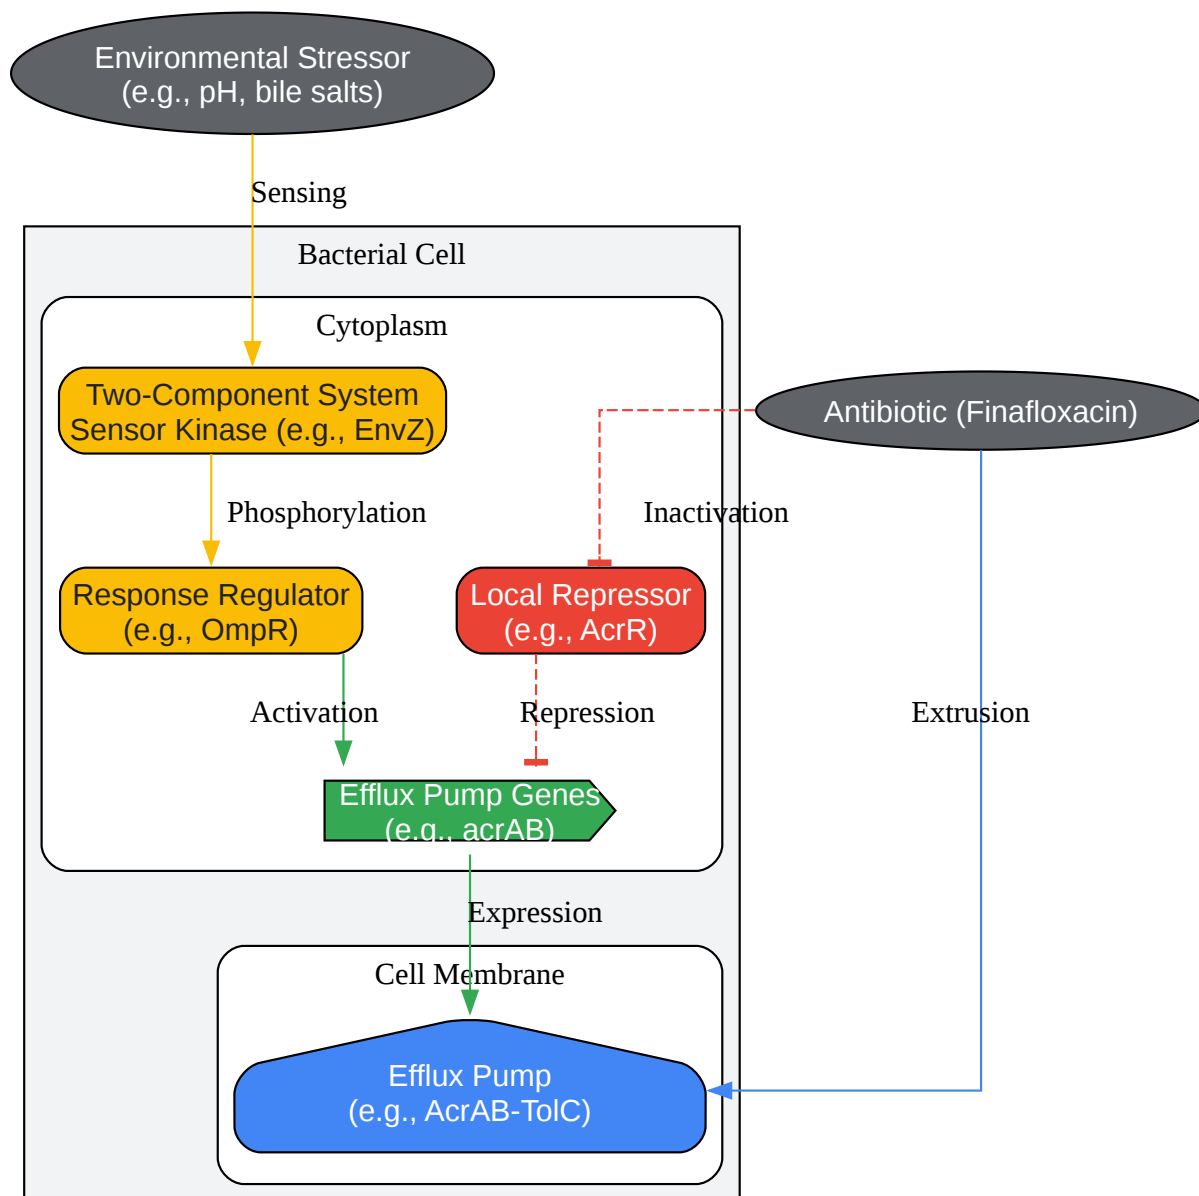 Environmental Stressor
(e.g., pH, bile salts)
Sensing
Bacterial Cell
Cytoplasm
Two-Component System
Sensor Kinase (e.g., EnvZ)
Antibiotic (Finafloxacin)
Phosphorylation
Inactivation
Response Regulator
(e.g., OmpR)
Local Repressor
(e.g., AcrR)
Activation
Repression
Extrusion
Efflux Pump Genes
(e.g., acrAB)
Expression
Cell Membrane
Efflux Pump
(e.g., AcrAB-TolC)